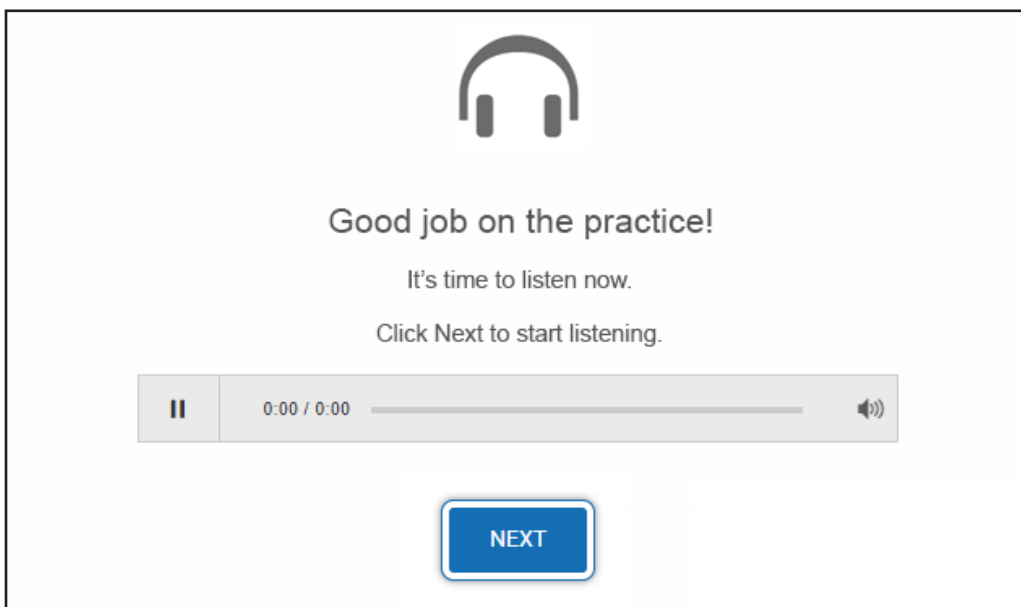 Good job on the practice!
It’s time to listen now.
Click Next to start listening.
0:00 / 0:00
NEXT